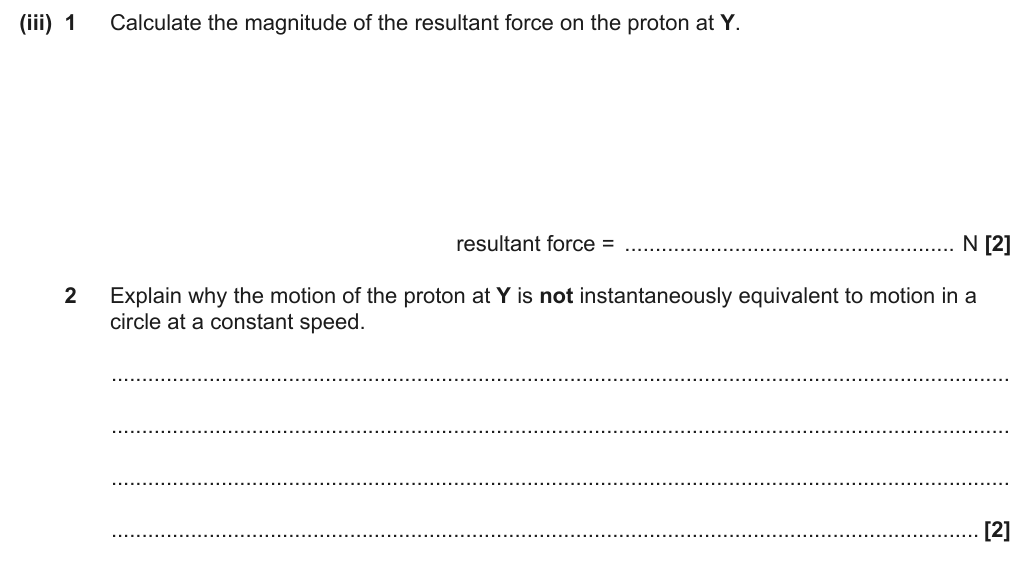 (iii) 1 Calculate the magnitude of the resultant force on the proton at Y.
resultant force = ...................................................... N [2]
2 Explain why the motion of the proton at Y is not instantaneously equivalent to motion in a
circle at a constant speed.
...................................................................................................................................................
...................................................................................................................................................
...................................................................................................................................................
.............................................................................................................................................. [2]